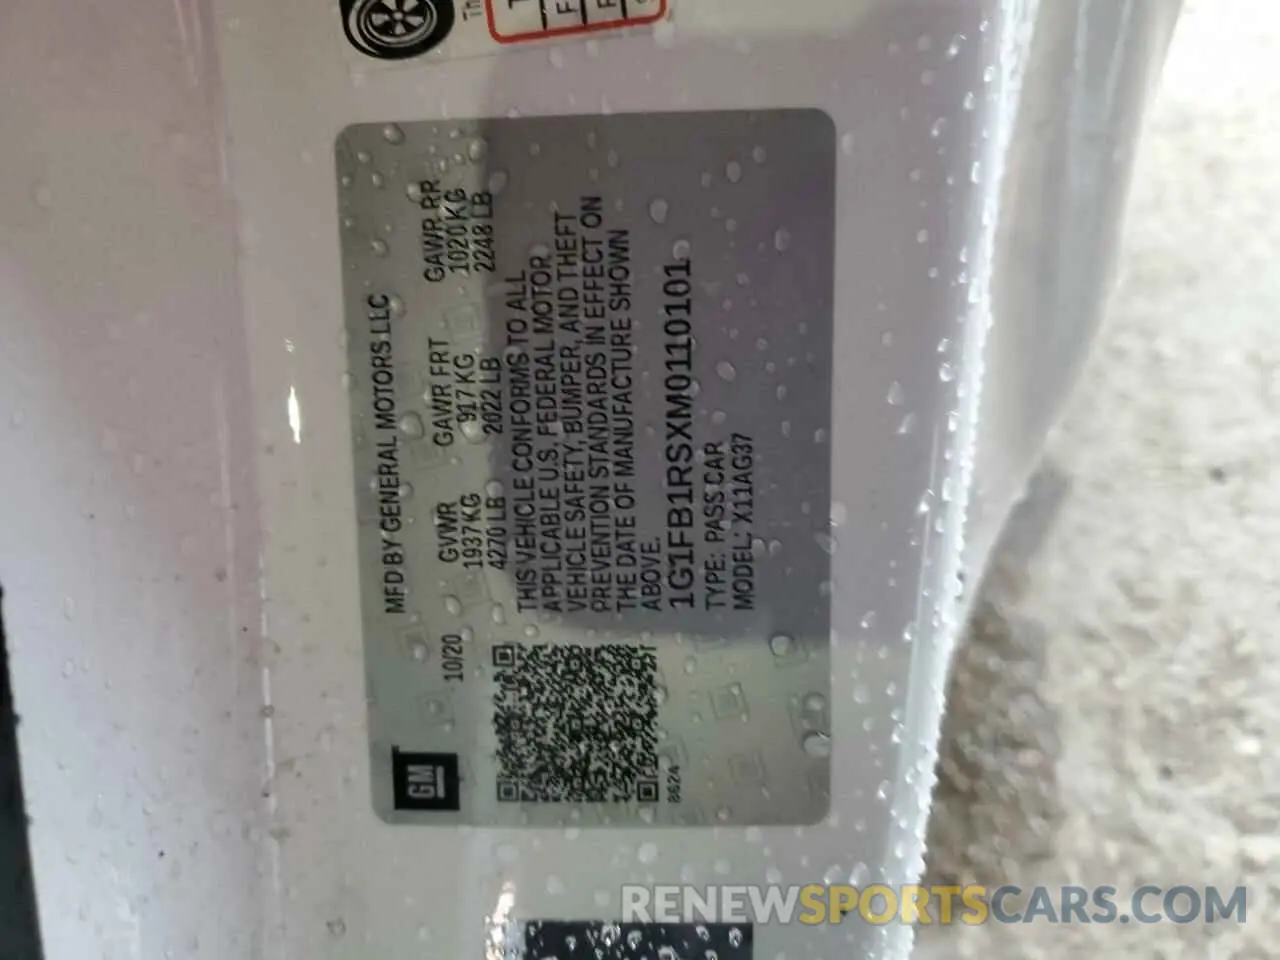 MFD BY GENERAL MOTORS LLC
10/20 GVWR GAWR FRT GAWR RR
1937 KG 917 KG 1020 KG
4270 LB 2022 LB 2248 LB
THIS VEHICLE CONFORMS TO ALL
APPLICABLE U.S. FEDERAL MOTOR
VEHICLE SAFETY, BUMPER, AND THEFT
PREVENTION STANDARDS IN EFFECT ON
THE DATE OF MANUFACTURE SHOWN
ABOVE.
1G1FB1RSXM0110101
TYPE: PASS CAR
MODEL: X11AG37
GM
8624
RENEWSPORTSCARS.COM